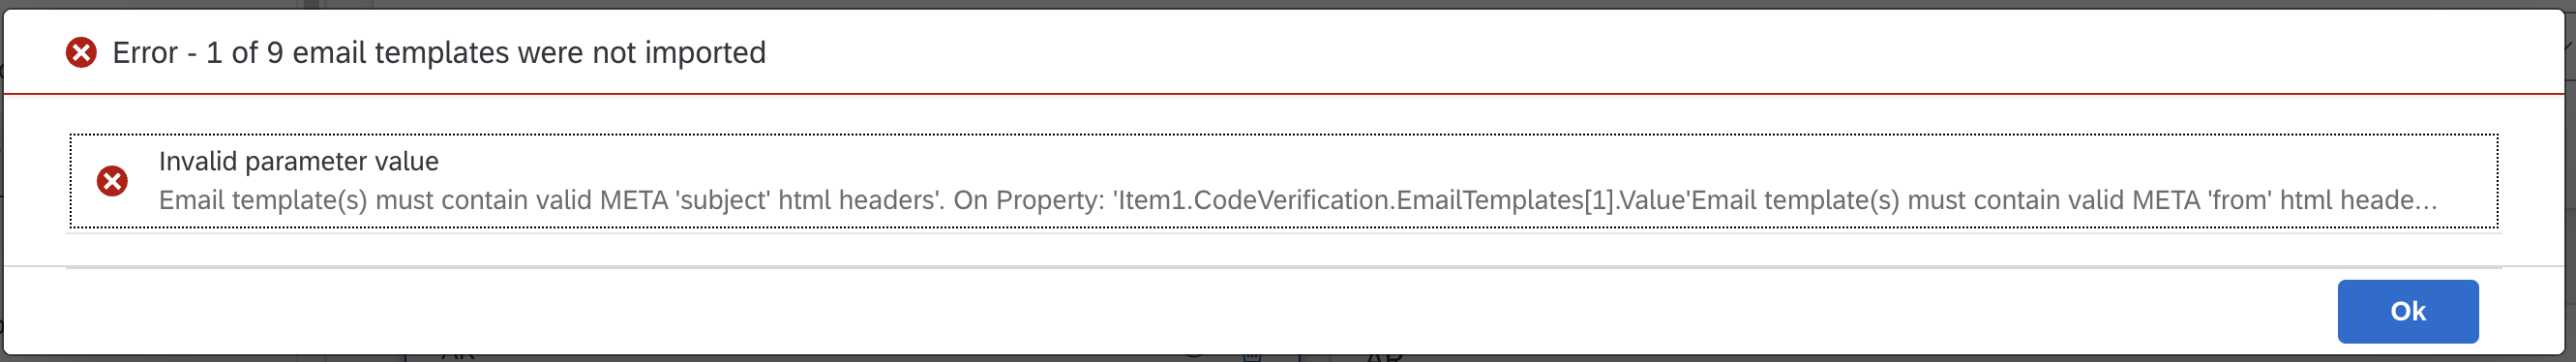 Error - 1 of 9 email templates were not imported
Invalid parameter value
Email template(s) must contain valid META 'subject' html headers'. On Property: 'Item1.CodeVerification.EmailTemplates[1].Value'Email template(s) must contain valid META 'from' html heade...
Ok